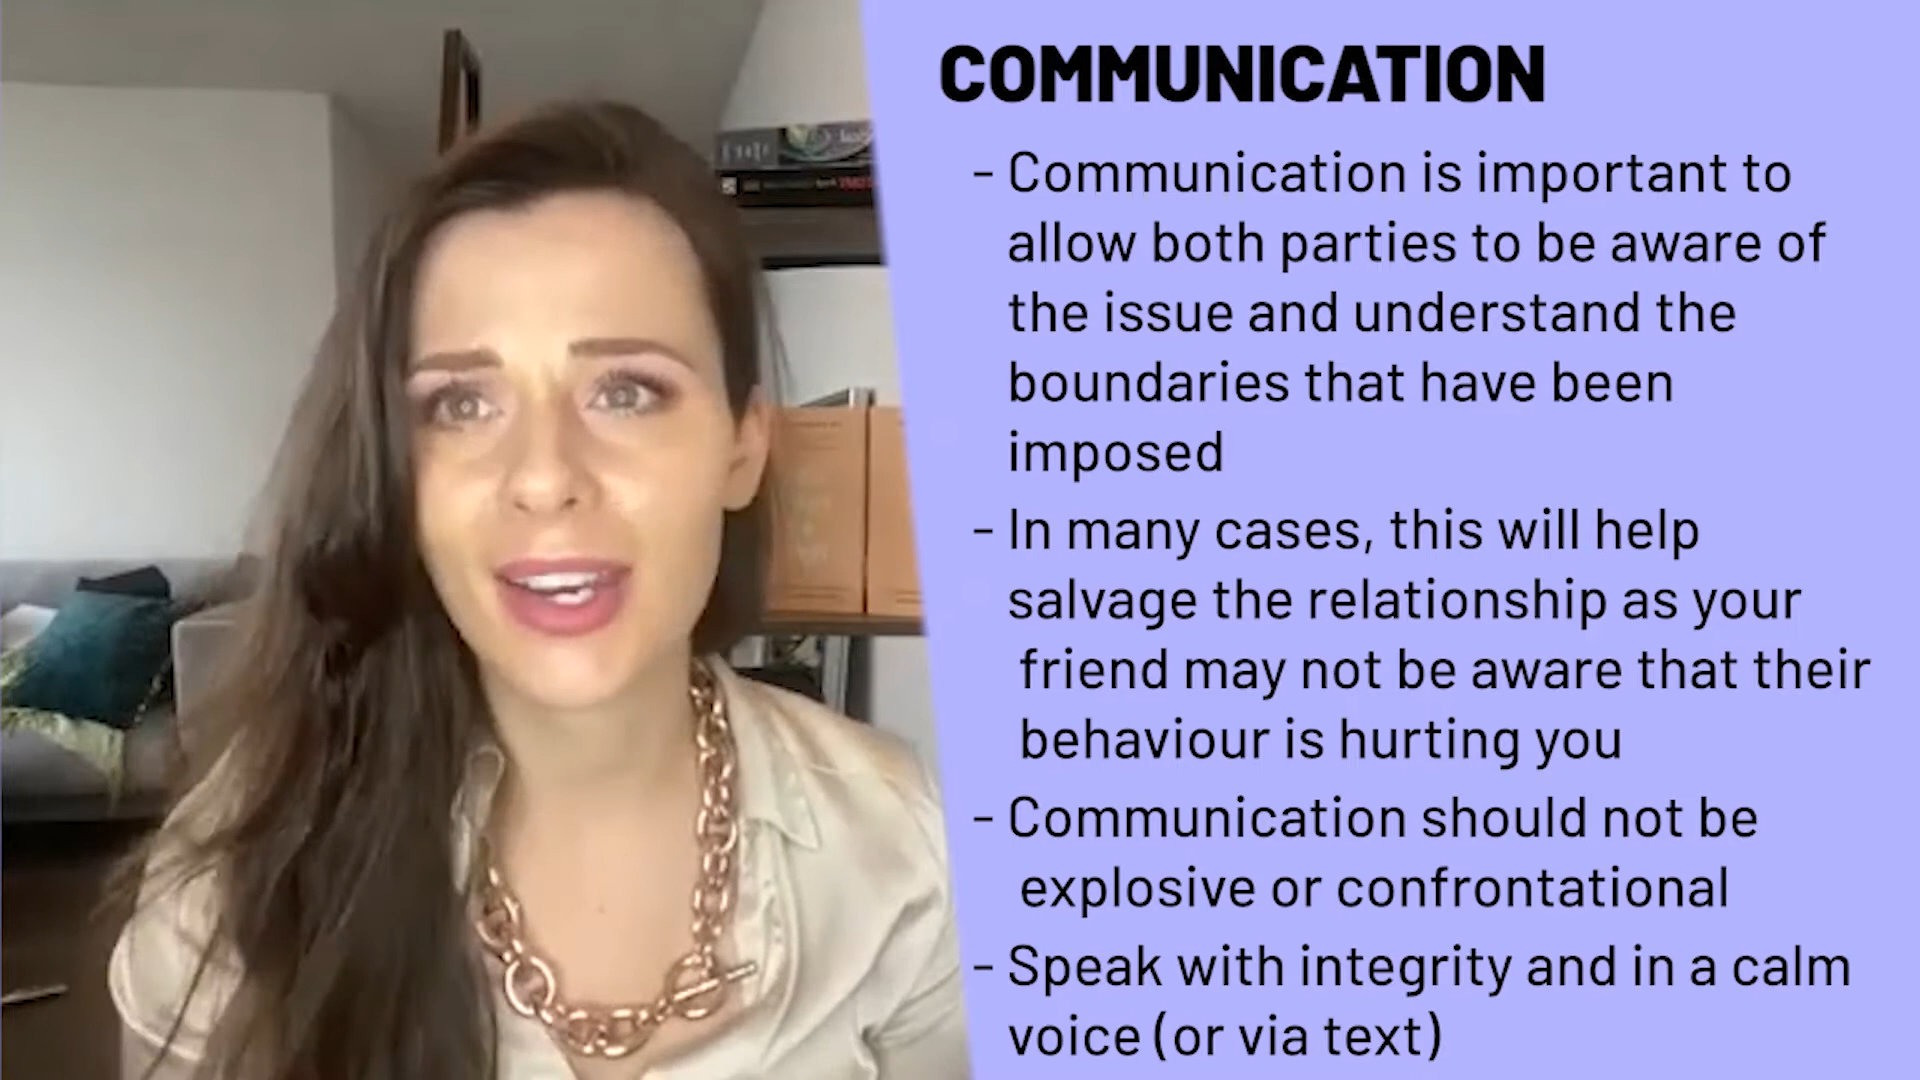 COMMUNICATION
- Communication is important to
allow both parties to be aware of
the issue and understand the
boundaries that have been
imposed
- In many cases, this will help
salvage the relationship as your
friend may not be aware that their
behaviour is hurting you
- Communication should not be
explosive or confrontational
- Speak with integrity and in a calm
voice (or via text)